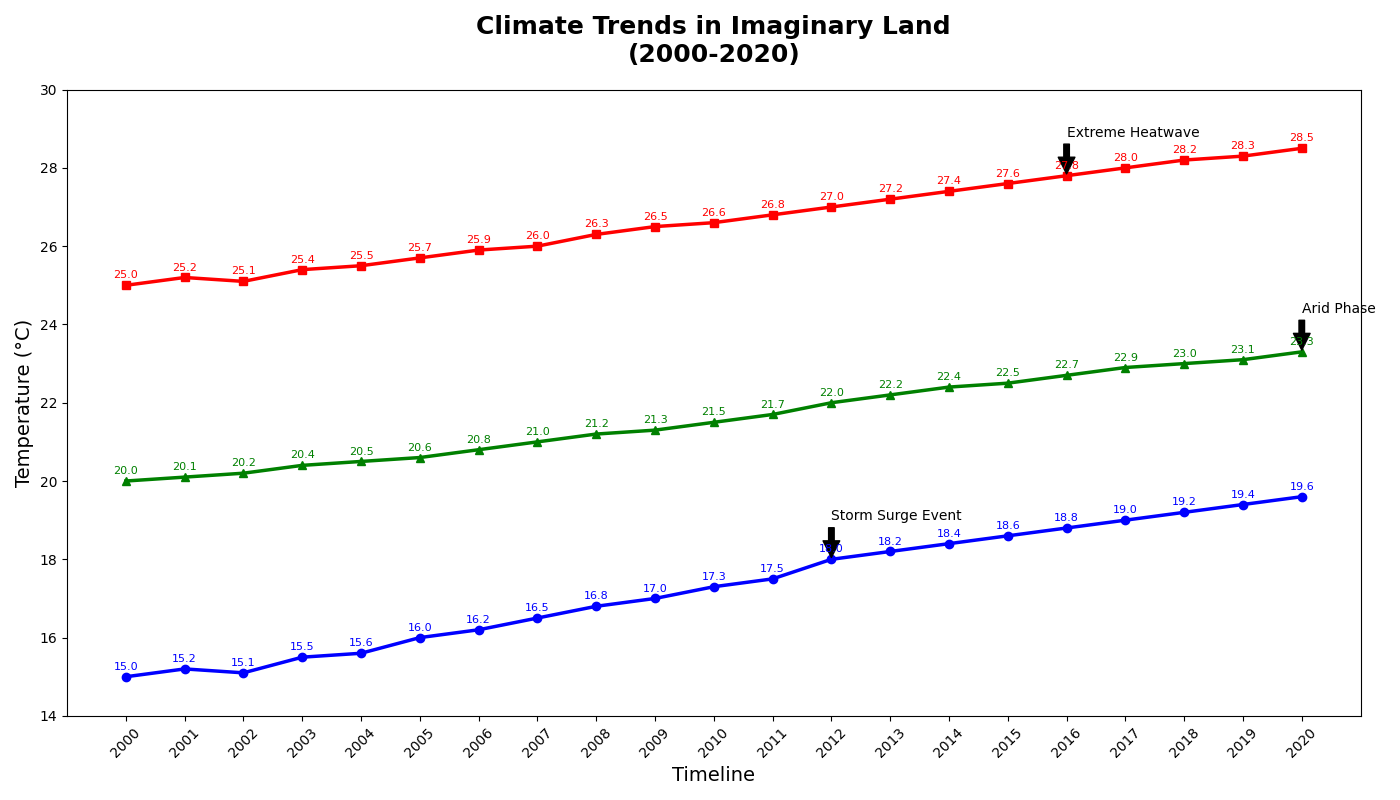 Climate Trends in Imaginary Land
(2000-2020)
Temperature (°C)
30
28
26
24
22
20
18
16
14
Extreme Heatwave
Arid Phase
Storm Surge Event
25.0 25.2 25.1 25.4 25.5 25.7 25.9 26.0 26.3 26.5 26.6 26.8 27.0 27.2 27.4 27.6 27.8 28.0 28.2 28.3 28.5
20.0 20.1 20.2 20.4 20.5 20.6 20.8 21.0 21.2 21.3 21.5 21.7 22.0 22.2 22.4 22.5 22.7 22.9 23.0 23.1 23.3
15.0 15.2 15.1 15.5 15.6 16.0 16.2 16.5 16.8 17.0 17.3 17.5 18.0 18.2 18.4 18.6 18.8 19.0 19.2 19.4 19.6
2000 2001 2002 2003 2004 2005 2006 2007 2008 2009 2010 2011 2012 2013 2014 2015 2016 2017 2018 2019 2020
Timeline